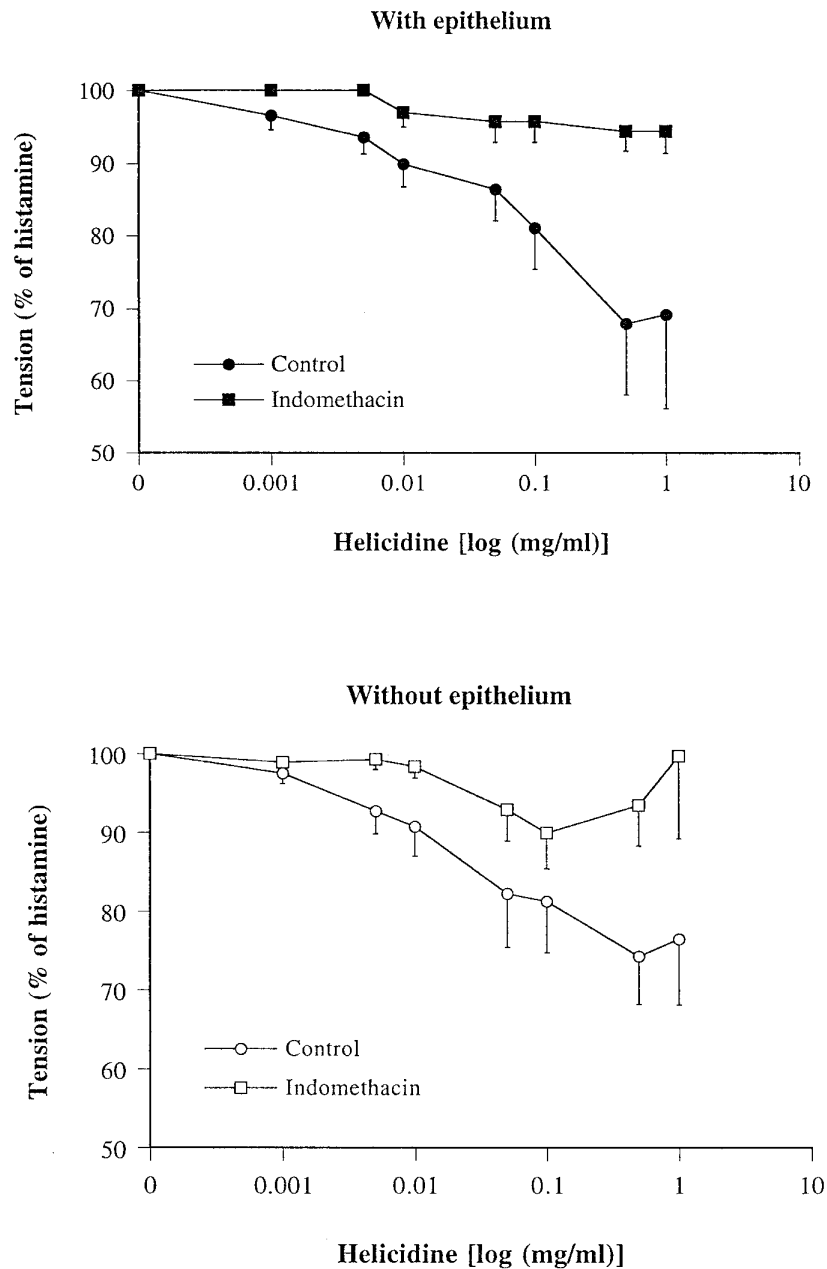 With epithelium
Tension (% of histamine)
100
90
80
70
60
50
Control
Indomethacin
0 0.001 0.01 0.1 1 10
Helicidine [log (mg/ml)]
Without epithelium
Tension (% of histamine)
100
90
80
70
60
50
Control
Indomethacin
0 0.001 0.01 0.1 1 10
Helicidine [log (mg/ml)]